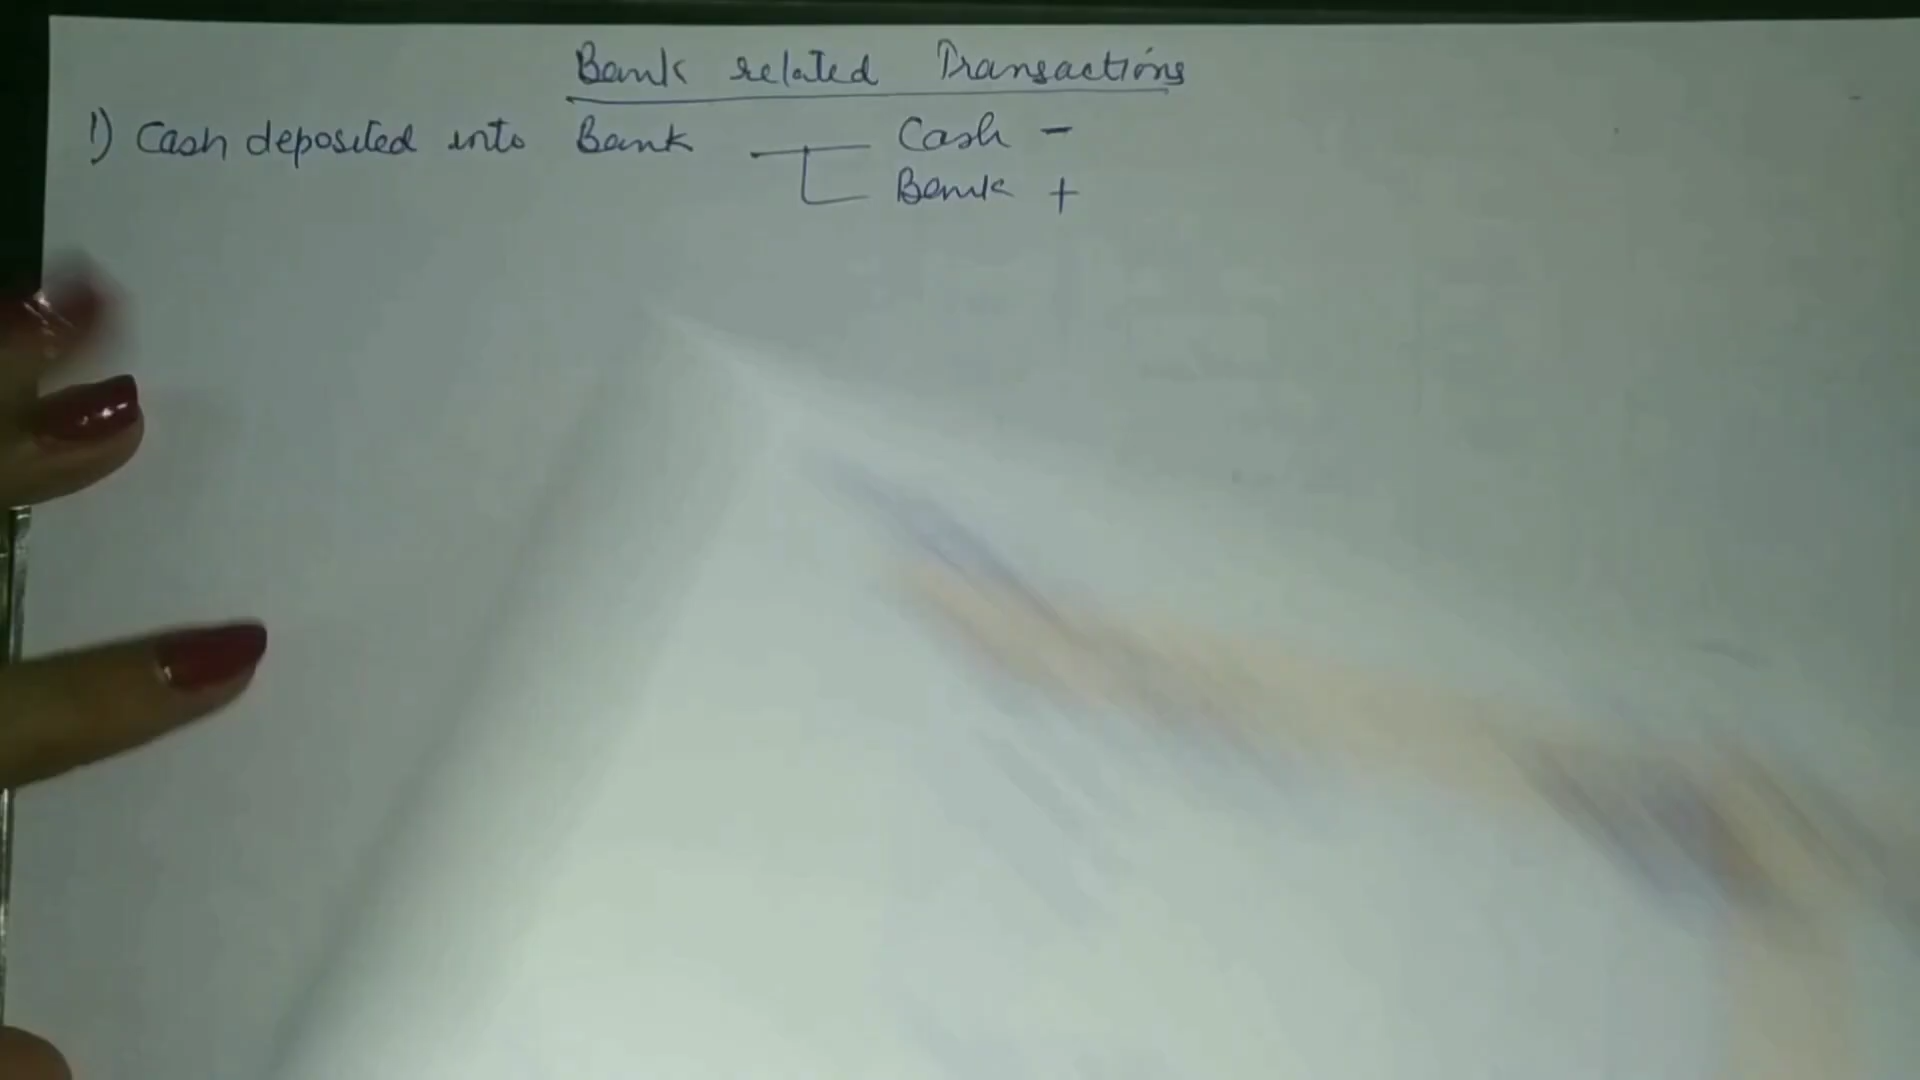 Bank related Transactions
1) Cash deposited into Bank Cash -
Bank +